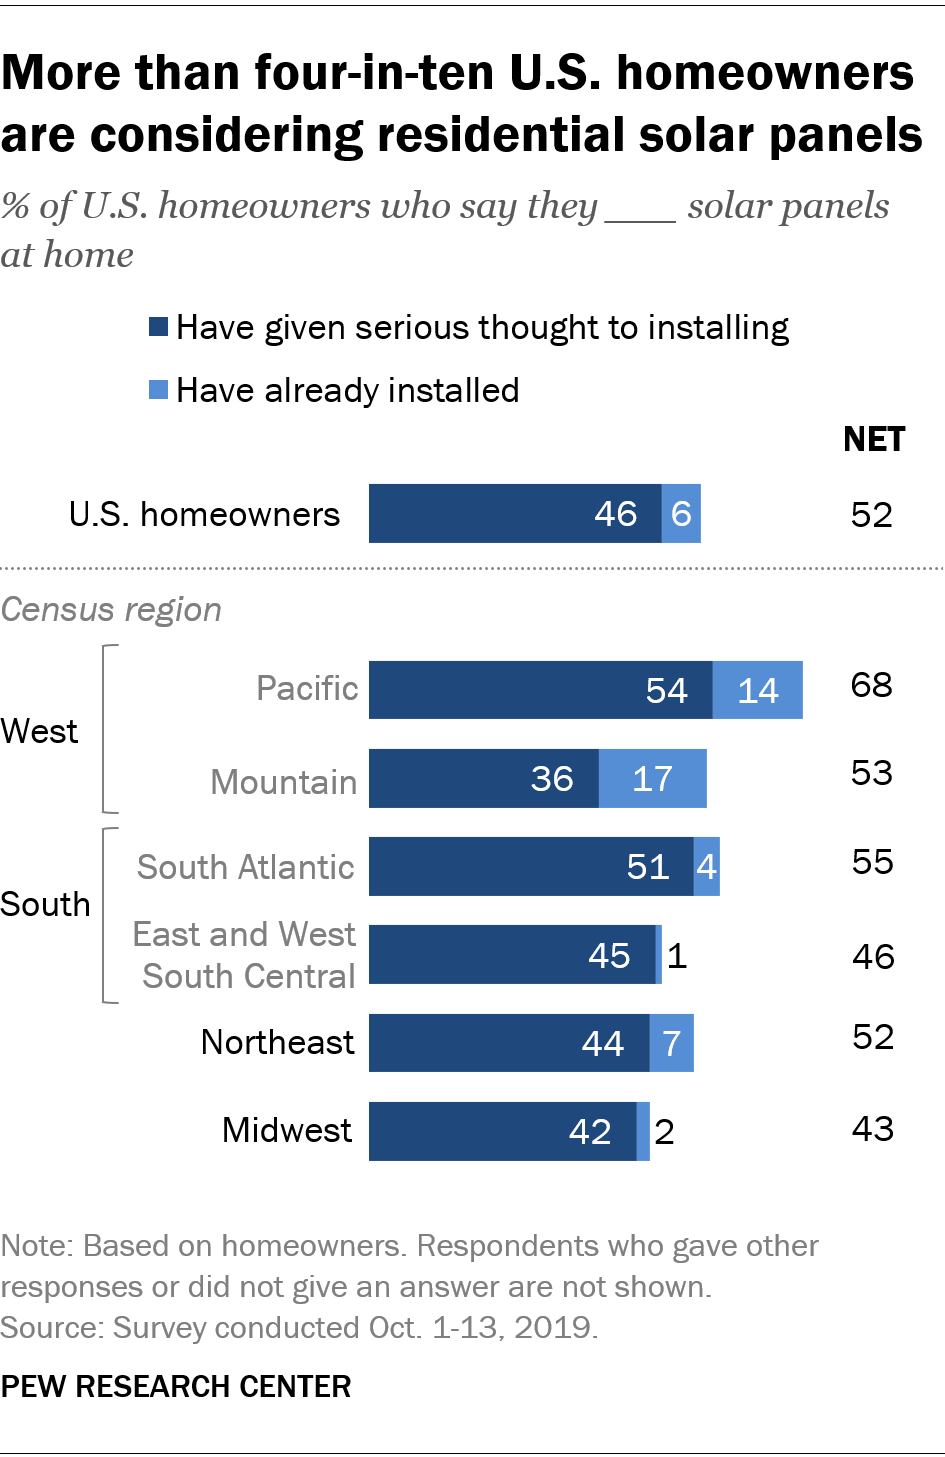 More than four-in-ten U.S. homeowners
are considering residential solar panels
% of U.S. homeowners who say they ___ solar panels
at home
Have given serious thought to installing
Have already installed
NET
U.S. homeowners 46 6 52
Census region
West
Pacific 54 14 68
Mountain 36 17 53
South
South Atlantic 51 4 55
East and West
South Central 45 1 46
Northeast 44 7 52
Midwest 42 2 43
Note: Based on homeowners. Respondents who gave other
responses or did not give an answer are not shown.
Source: Survey conducted Oct. 1-13, 2019.
PEW RESEARCH CENTER